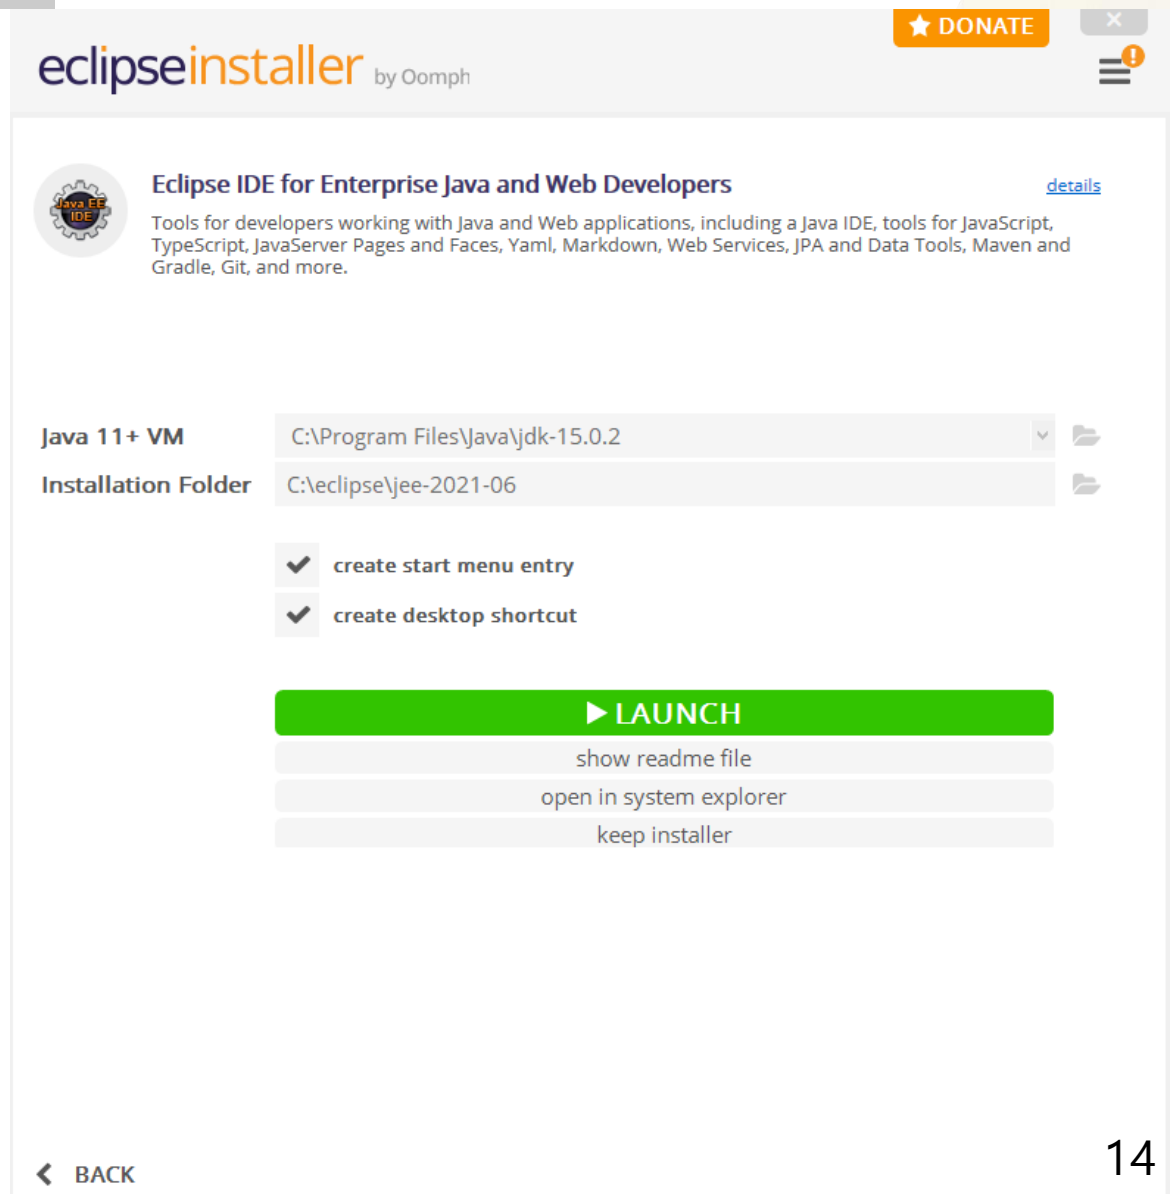 DONATE
eclipseinstaller by Oomph
Java EE
IDE
Eclipse IDE for Enterprise Java and Web Developers
details
Tools for developers working with Java and Web applications, including a Java IDE, tools for JavaScript,
TypeScript, JavaServer Pages and Faces, Yaml, Markdown, Web Services, JPA and Data Tools, Maven and
Gradle, Git, and more.
Java 11+ VM C:\Program Files\Java\jdk-15.0.2
Installation Folder C:\eclipse\jee-2021-06
create start menu entry
create desktop shortcut
LAUNCH
show readme file
open in system explorer
keep installer
BACK
14